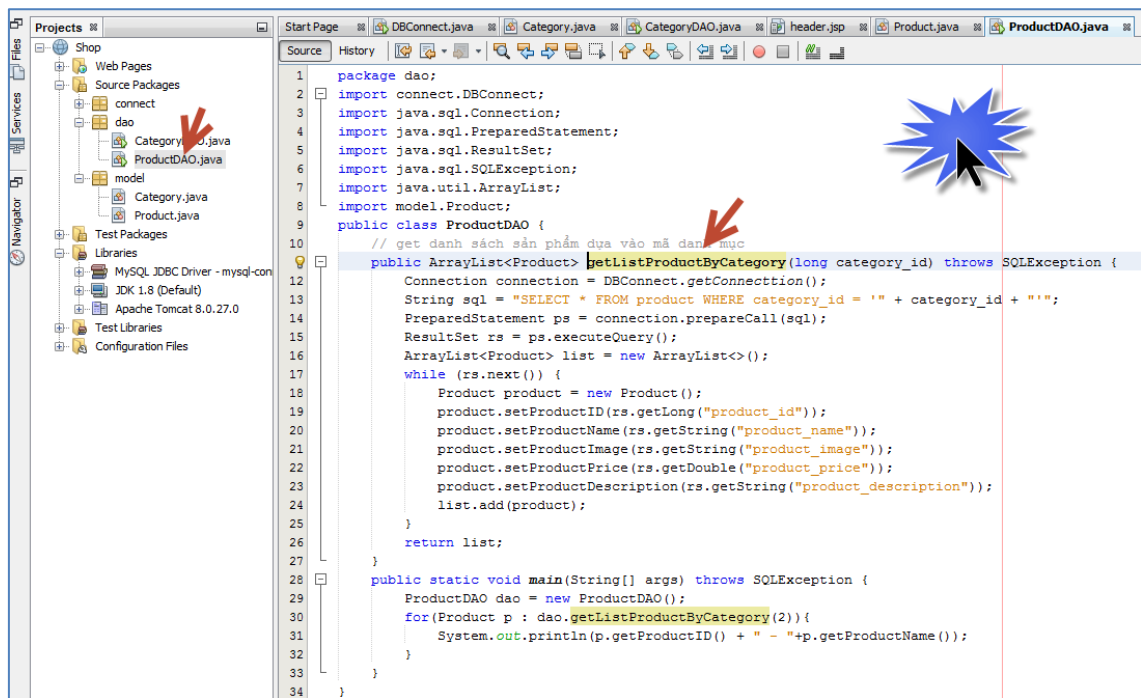 Projects
Files
Services
Navigator
Shop
Web Pages
Source Packages
connect
dao
ProductDAO.java
model
Category.java
Product.java
Test Packages
Libraries
MySQL JDBC Driver - mysql-con
JDK 1.8 (Default)
Apache Tomcat 8.0.27.0
Test Libraries
Configuration Files
Start Page DBConnect.java Category.java CategoryDAO.java header.jsp Product.java ProductDAO.java
Source History
1 package dao;
2 import connect.DBConnect;
3 import java.sql.Connection;
4 import java.sql.PreparedStatement;
5 import java.sql.ResultSet;
6 import java.sql.SQLException;
7 import java.util.ArrayList;
8 import model.Product;
9 public class ProductDAO {
10 // get danh sách sản phẩm dựa vào mã danh mục
public ArrayList<Product> getListProductByCategory(long category_id) throws SQLException {
12 Connection connection = DBConnect.getConnecttion();
13 String sql = "SELECT * FROM product WHERE category_id = '" + category_id + "'";
14 PreparedStatement ps = connection.prepareCall(sql);
15 ResultSet rs = ps.executeQuery();
16 ArrayList<Product> list = new ArrayList<>();
17 while (rs.next()) {
18 Product product = new Product();
19 product.setProductID(rs.getLong("product_id"));
20 product.setProductName(rs.getString("product_name"));
21 product.setProductImage(rs.getString("product_image"));
22 product.setProductPrice(rs.getDouble("product_price"));
23 product.setProductDescription(rs.getString("product_description"));
24 list.add(product);
25 }
26 return list;
27 }
28 public static void main(String[] args) throws SQLException {
29 ProductDAO dao = new ProductDAO();
30 for(Product p : dao.getListProductByCategory(2)){
31 System.out.println(p.getProductID() + " - "+p.getProductName());
32 }
33 }
34 }